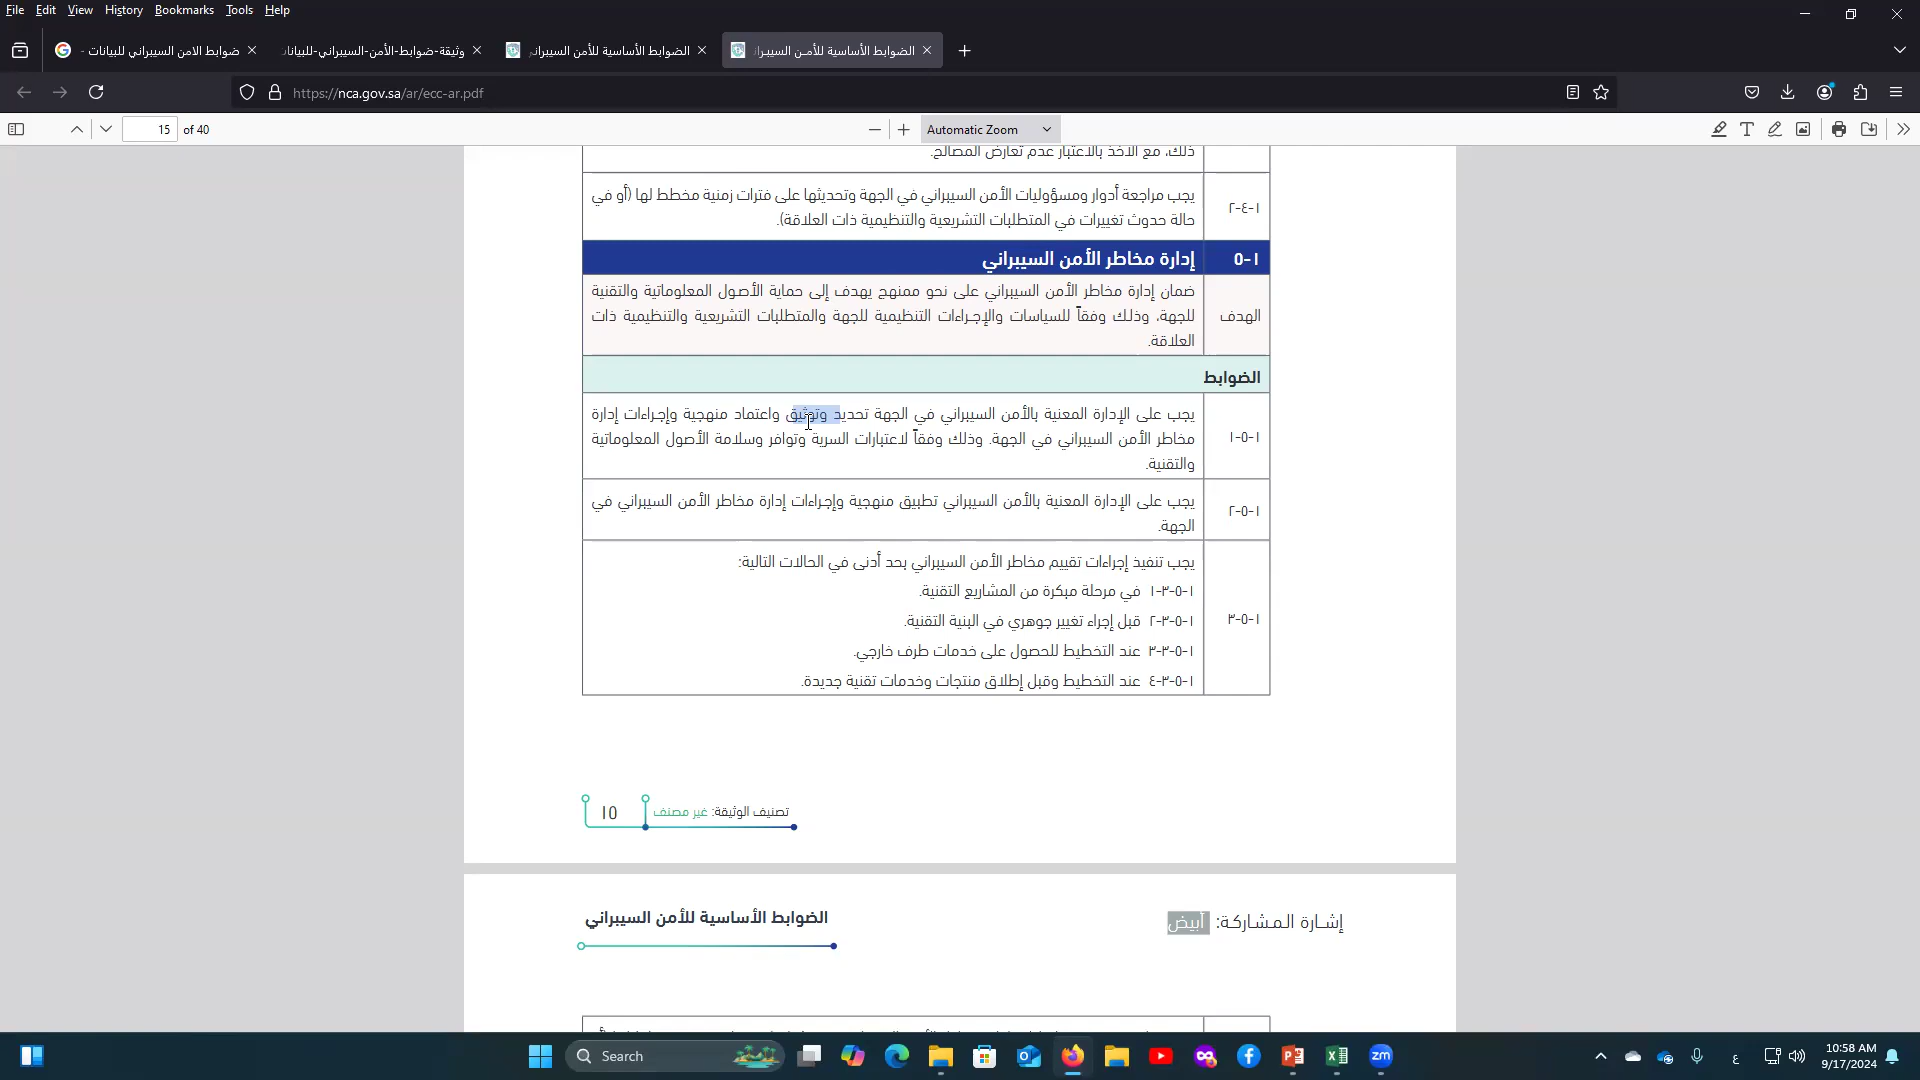 File Edit View History Bookmarks Tools Help
ضوابط الامن السيبراني للبيانات -
وثيقة-ضوابط-الأمن-السيبراني-للبيانات
الضوابط الأساسية للأمن السيبراني
الضوابط الأساسية للأمـن السيبرا
https://nca.gov.sa/ar/ecc-ar.pdf
15 of 40 Automatic Zoom
ذلك، مع الأخذ بالاعتبار عدم تعارض المصالح.
١-٤-٢ يجب مراجعة أدوار ومسؤوليات الأمن السيبراني في الجهة وتحديثها على فترات زمنية مخطط لها (أو في
حالة حدوث تغييرات في المتطلبات التشريعية والتنظيمية ذات العلاقة).
١-٥ إدارة مخاطر الأمن السيبراني
الهدف ضمان إدارة مخاطر الأمن السيبراني على نحو ممنهج يهدف إلى حماية الأصول المعلوماتية والتقنية
للجهة، وذلك وفقاً للسياسات والإجراءات التنظيمية للجهة والمتطلبات التشريعية والتنظيمية ذات
العلاقة.
الضوابط
١-٥-١ يجب على الإدارة المعنية بالأمن السيبراني في الجهة تحديد وتوثيق واعتماد منهجية وإجراءات إدارة
مخاطر الأمن السيبراني في الجهة. وذلك وفقاً لاعتبارات السرية وتوافر وسلامة الأصول المعلوماتية
والتقنية.
١-٥-٢ يجب على الإدارة المعنية بالأمن السيبراني تطبيق منهجية وإجراءات إدارة مخاطر الأمن السيبراني في
الجهة.
١-٥-٣ يجب تنفيذ إجراءات تقييم مخاطر الأمن السيبراني بحد أدنى في الحالات التالية:
١-٥-٣-١ في مرحلة مبكرة من المشاريع التقنية.
١-٥-٣-٢ قبل إجراء تغيير جوهري في البنية التقنية.
١-٥-٣-٣ عند التخطيط للحصول على خدمات طرف خارجي.
١-٥-٣-٤ عند التخطيط وقبل إطلاق منتجات وخدمات تقنية جديدة.
تصنيف الوثيقة: غير مصنف ١٥
إشـارة الـمـشـاركـة: أبيض
الضوابط الأساسية للأمن السيبراني
Search
ع
10:58 AM
9/17/2024